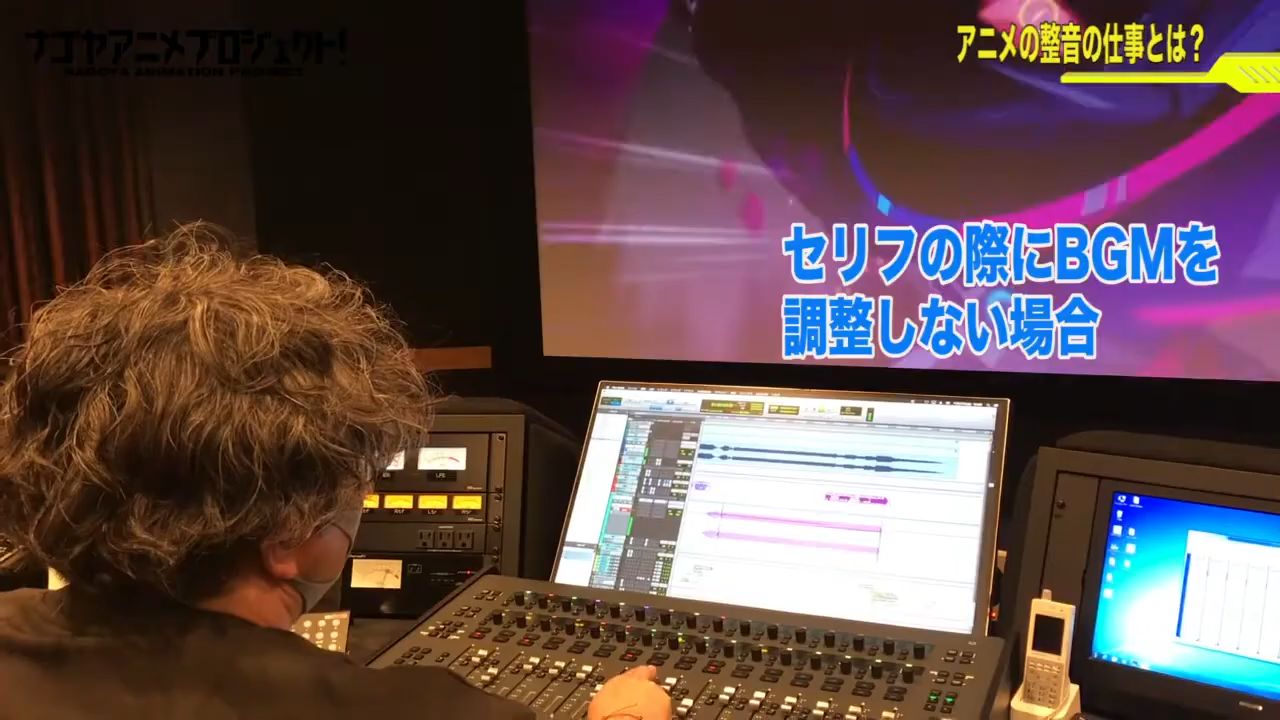 ナゴヤアニメプロジェクト!
NAGOYA ANIMATION PROJECT
アニメの整音の仕事とは?
セリフの際にBGMを
調整しない場合